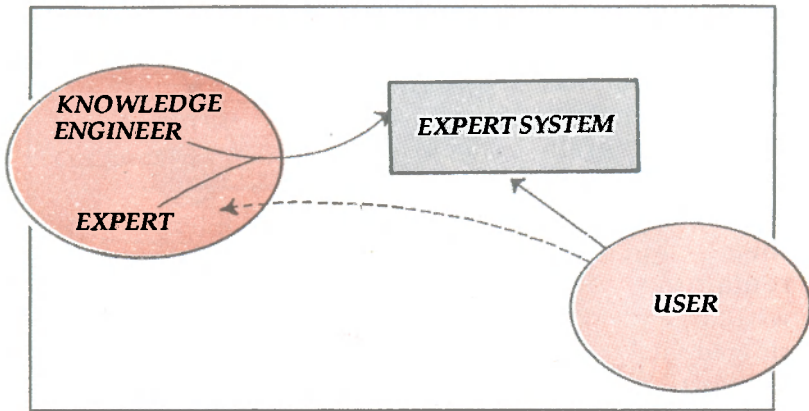 KNOWLEDGE
ENGINEER
EXPERT
EXPERT SYSTEM
USER